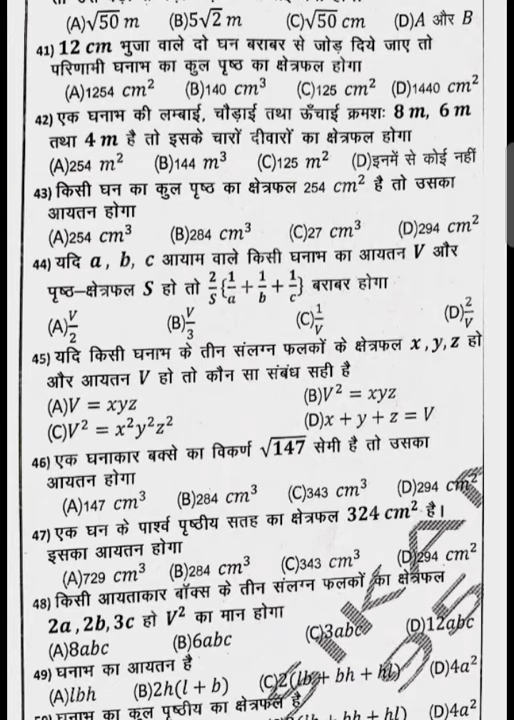 (A)√50 m (B)5√2 m (C)√50 cm (D)A और B
41) 12 cm भुजा वाले दो घन बराबर से जोड़ दिये जाए तो
परिणामी घनाभ का कुल पृष्ठ का क्षेत्रफल होगा
(A)1254 cm² (B)140 cm³ (C)125 cm² (D)1440 cm²
42) एक घनाभ की लम्बाई, चौड़ाई तथा ऊँचाई क्रमशः 8 m, 6 m
तथा 4 m है तो इसके चारों दीवारों का क्षेत्रफल होगा
(A)254 m² (B)144 m³ (C)125 m² (D)इनमें से कोई नहीं
43) किसी घन का कुल पृष्ठ का क्षेत्रफल 254 cm² है तो उसका
आयतन होगा
(A)254 cm³ (B)284 cm³ (C)27 cm³ (D)294 cm²
44) यदि a, b, c आयाम वाले किसी घनाभ का आयतन V और
पृष्ठ-क्षेत्रफल S हो तो 2/S{1/a + 1/b + 1/c} बराबर होगा
(A)V/2 (B)V/3 (C)1/V (D)2/V
45) यदि किसी घनाभ के तीन संलग्न फलकों के क्षेत्रफल x, y, z हो
और आयतन V हो तो कौन सा संबंध सही है
(A)V = xyz (B)V² = xyz
(C)V² = x²y²z² (D)x + y + z = V
46) एक घनाकार बक्से का विकर्ण √147 सेमी है तो उसका
आयतन होगा
(A)147 cm³ (B)284 cm³ (C)343 cm³ (D)294 cm²
47) एक घन के पार्श्व पृष्ठीय सतह का क्षेत्रफल 324 cm² है।
इसका आयतन होगा
(A)729 cm³ (B)284 cm³ (C)343 cm³ (D)294 cm²
48) किसी आयताकार बॉक्स के तीन संलग्न फलकों का क्षेत्रफल
2a, 2b, 3c हो V² का मान होगा
(A)8abc (B)6abc (C)3abc (D)12abc
49) घनाभ का आयतन है
(A)lbh (B)2h(l + b) (C)2(lb + bh + hl) (D)4a²
घनाभ का कुल पृष्ठीय का क्षेत्रफल है
+ bh + hl) (D)4a²